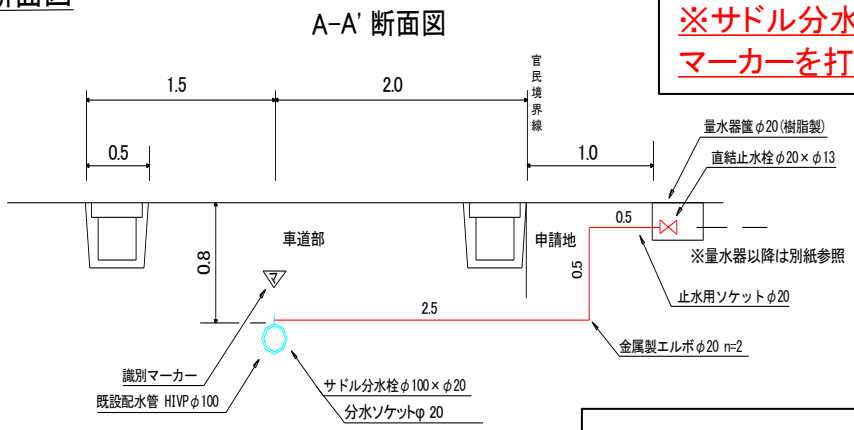 断面図
A-A' 断面図
※サドル分水
マーカーを打
1.5
2.0
官民境界線
0.5
1.0
量水器筐φ20(樹脂製)
直結止水栓φ20×φ13
0.5
0.8
車道部
申請地
0.5
※量水器以降は別紙参照
マ
2.5
止水用ソケットφ20
金属製エルボφ20 n=2
識別マーカー
サドル分水栓φ100×φ20
既設配水管 HIVPφ100
分水ソケットφ 20